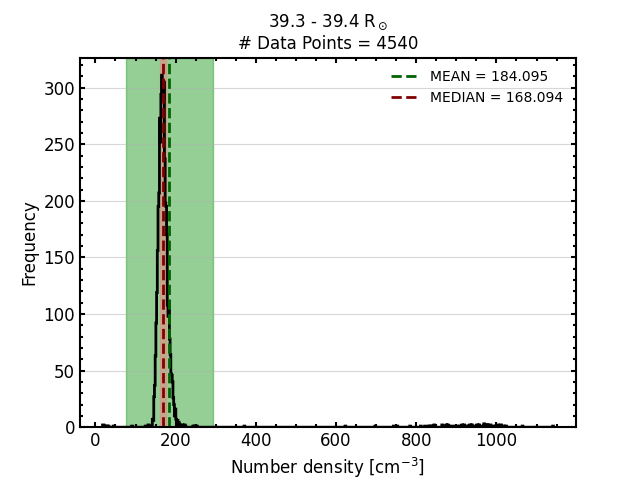 39.3 - 39.4 R⊙
# Data Points = 4540
MEAN = 184.095
MEDIAN = 168.094
Frequency
300
250
200
150
100
50
0
0 200 400 600 800 1000
Number density [cm⁻³]